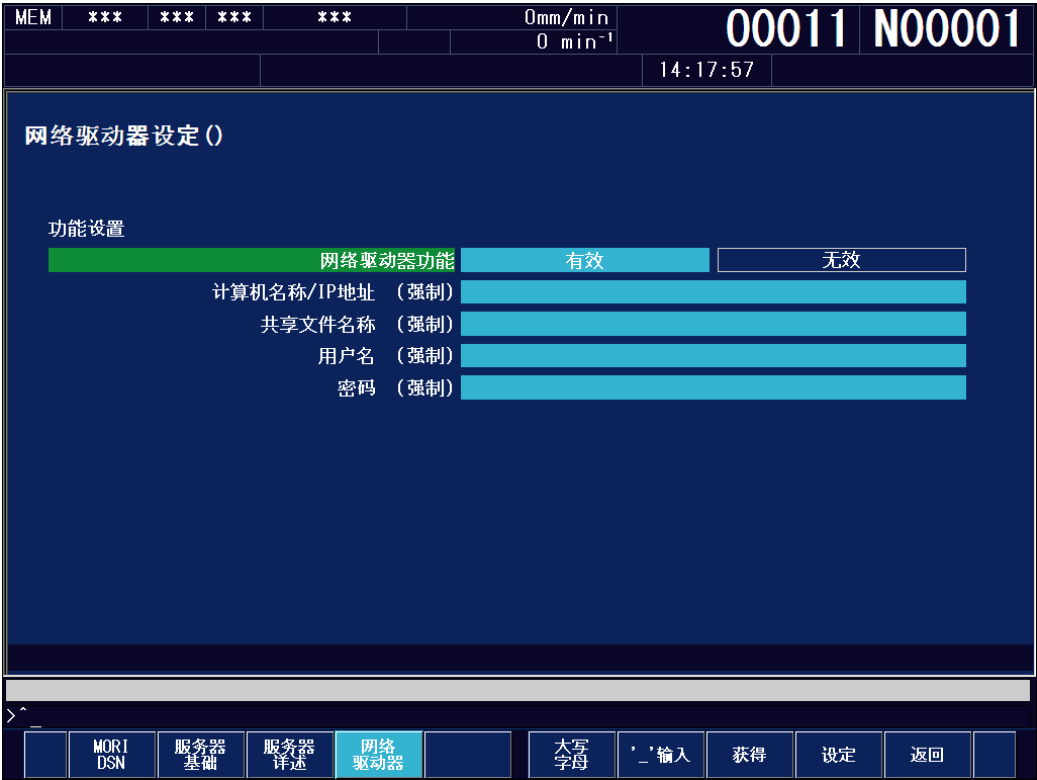 MEM *** *** *** *** 0mm/min 00011 N00001
0 min⁻¹
14:17:57
网络驱动器设定()
功能设置
网络驱动器功能 有效 无效
计算机名称/IP地址 (强制)
共享文件名称 (强制)
用户名 (强制)
密码 (强制)
>^_
MORI DSN
服务器基础
服务器详述
网络驱动器
大写字母
'_'输入
获得
设定
返回